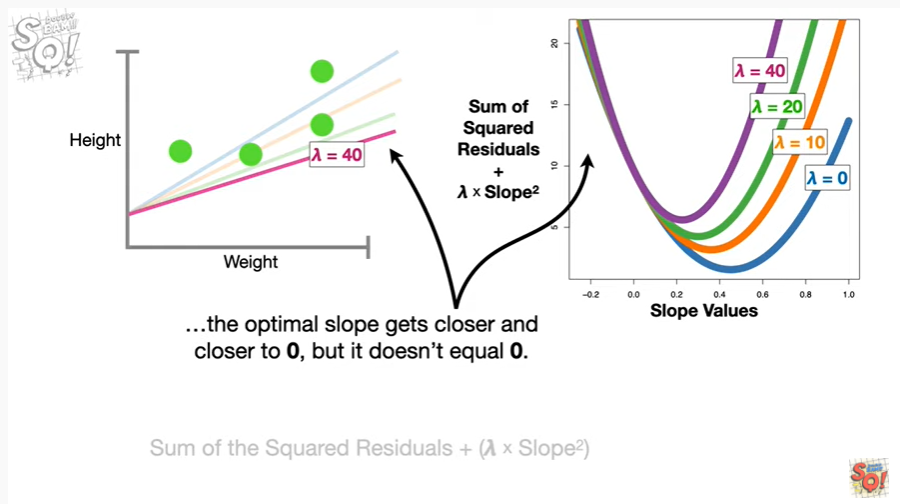 SQ!
Height
Weight
λ = 40
Sum of
Squared
Residuals
+
λ × Slope²
20
15
10
5
λ = 40
λ = 20
λ = 10
λ = 0
-0.2 0.0 0.2 0.4 0.6 0.8 1.0
Slope Values
...the optimal slope gets closer and
closer to 0, but it doesn't equal 0.
Sum of the Squared Residuals + (λ × Slope²)
SQ!